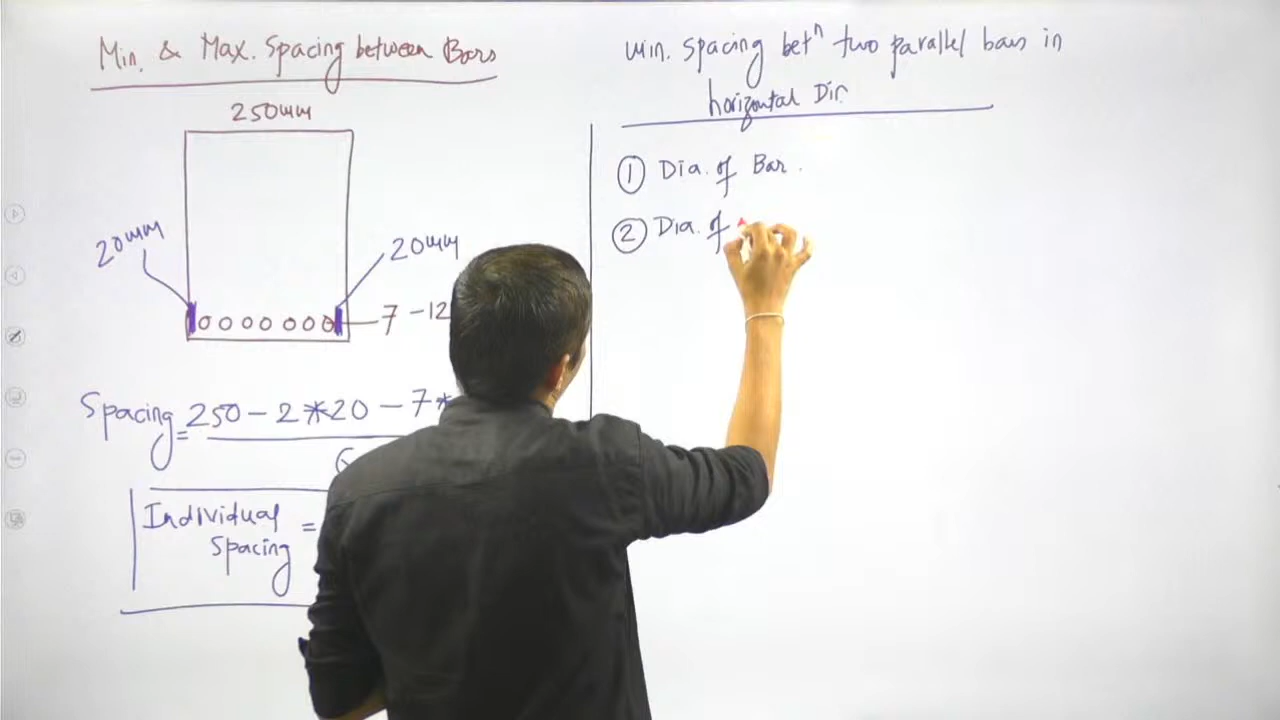 Min. & Max. Spacing between Bars
250mm
20mm
20mm
7 - 12
Spacing = 250 - 2*20 - 7*
6
Individual
Spacing =
Min. spacing betⁿ two parallel bars in
horizontal Dir.
① Dia. of Bar.
② Dia. of